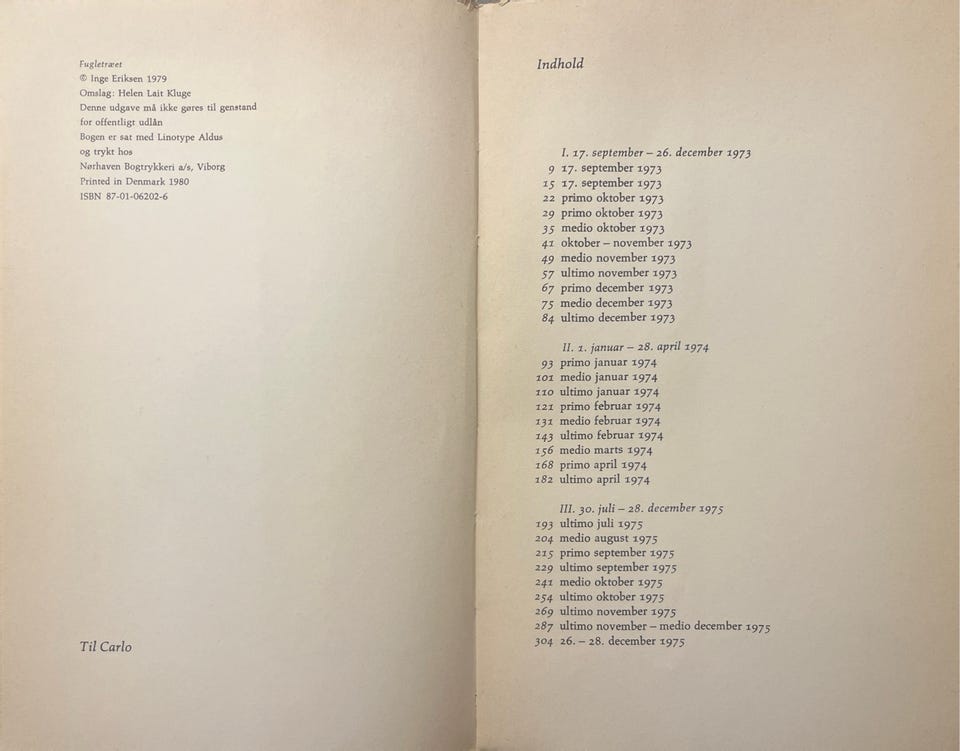 Fugletræet
© Inge Eriksen 1979
Omslag: Helen Lait Kluge
Denne udgave må ikke gøres til genstand
for offentligt udlån
Bogen er sat med Linotype Aldus
og trykt hos
Nørhaven Bogtrykkeri a/s, Viborg
Printed in Denmark 1980
ISBN 87-01-06202-6
Til Carlo
Indhold
I. 17. september – 26. december 1973
9 17. september 1973
15 17. september 1973
22 primo oktober 1973
29 primo oktober 1973
35 medio oktober 1973
41 oktober – november 1973
49 medio november 1973
57 ultimo november 1973
67 primo december 1973
75 medio december 1973
84 ultimo december 1973
II. 1. januar – 28. april 1974
93 primo januar 1974
101 medio januar 1974
110 ultimo januar 1974
121 primo februar 1974
131 medio februar 1974
143 ultimo februar 1974
156 medio marts 1974
168 primo april 1974
182 ultimo april 1974
III. 30. juli – 28. december 1975
193 ultimo juli 1975
204 medio august 1975
215 primo september 1975
229 ultimo september 1975
241 medio oktober 1975
254 ultimo oktober 1975
269 ultimo november 1975
287 ultimo november – medio december 1975
304 26. – 28. december 1975